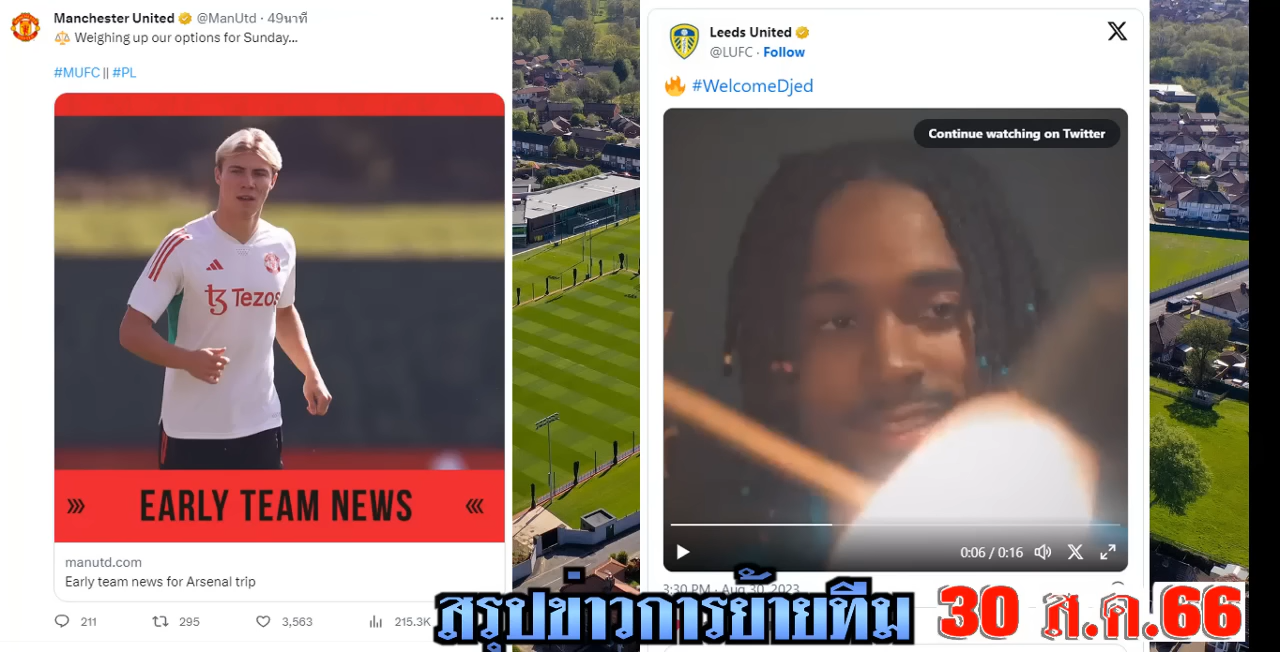 Manchester United @ManUtd · 49นาที
Weighing up our options for Sunday...
#MUFC || #PL
Tezos
»» EARLY TEAM NEWS ««
manutd.com
Early team news for Arsenal trip
211 295 3,563 215.3K
Leeds United
@LUFC · Follow
#WelcomeDjed
Continue watching on Twitter
0:06 / 0:16
3:30 PM · Aug 30, 2023
สรุปข่าวการย้ายทีม 30 ส.ค.66